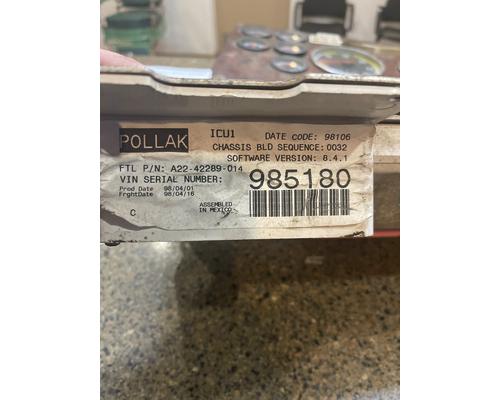 POLLAK ICU1 DATE CODE: 98106
CHASSIS BLD SEQUENCE:0032
SOFTWARE VERSION: 8.4.1
FTL P/N: A22-42289-014
VIN SERIAL NUMBER: 985180
Prod Date 98/04/01
FrghtDate 98/04/16
ASSEMBLED
IN MEXICO
C